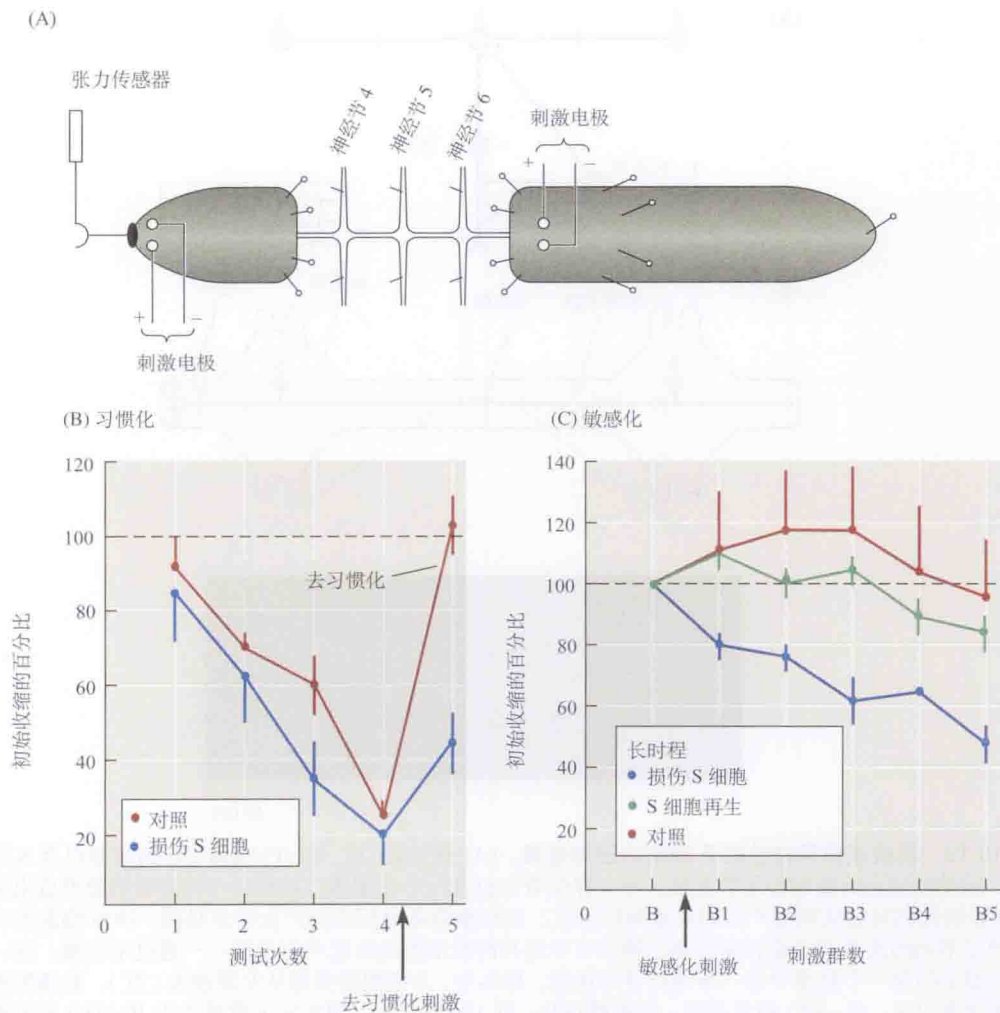 (A)
张力传感器
神经节 4
神经节 5
神经节 6
刺激电极
+
−
+
−
刺激电极
(B) 习惯化
120
100
80
60
40
20
0
1
2
3
4
5
初始收缩的百分比
去习惯化
对照
损伤 S 细胞
测试次数
去习惯化刺激
(C) 敏感化
140
120
100
80
60
40
20
0
B
B1
B2
B3
B4
B5
初始收缩的百分比
长时程
损伤 S 细胞
S 细胞再生
对照
敏感化刺激
刺激群数